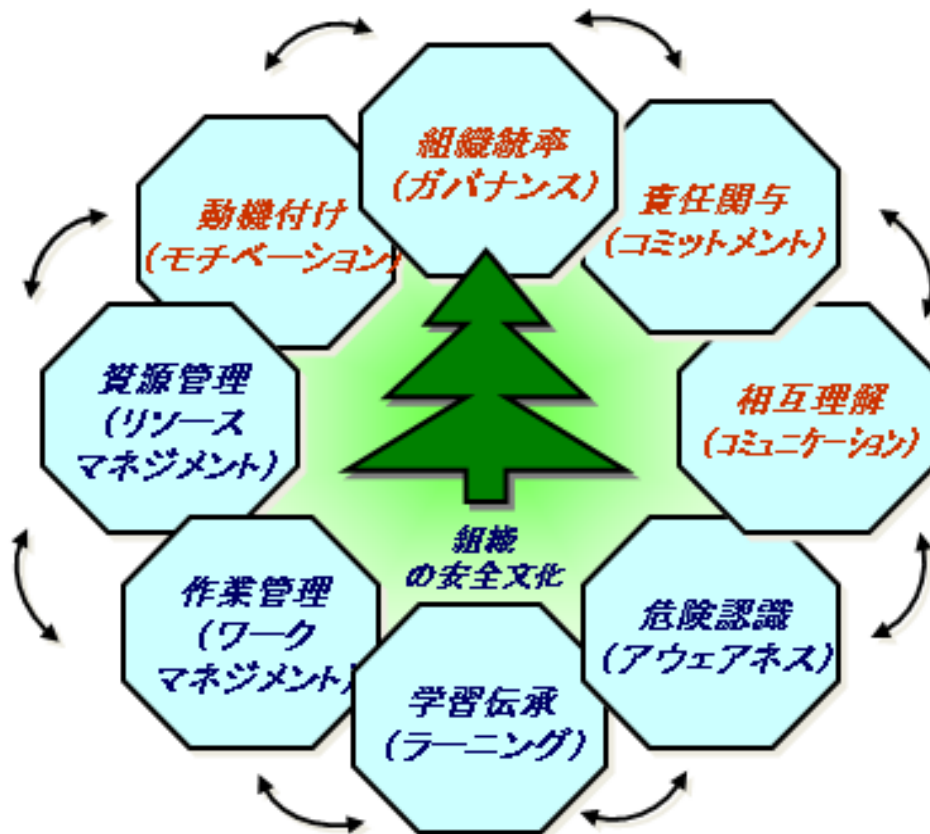 組織統率
(ガバナンス)
責任関与
(コミットメント)
相互理解
(コミュニケーション)
危険認識
(アウェアネス)
学習伝承
(ラーニング)
作業管理
(ワーク
マネジメント)
資源管理
(リソース
マネジメント)
動機付け
(モチベーション)
組織
の安全文化